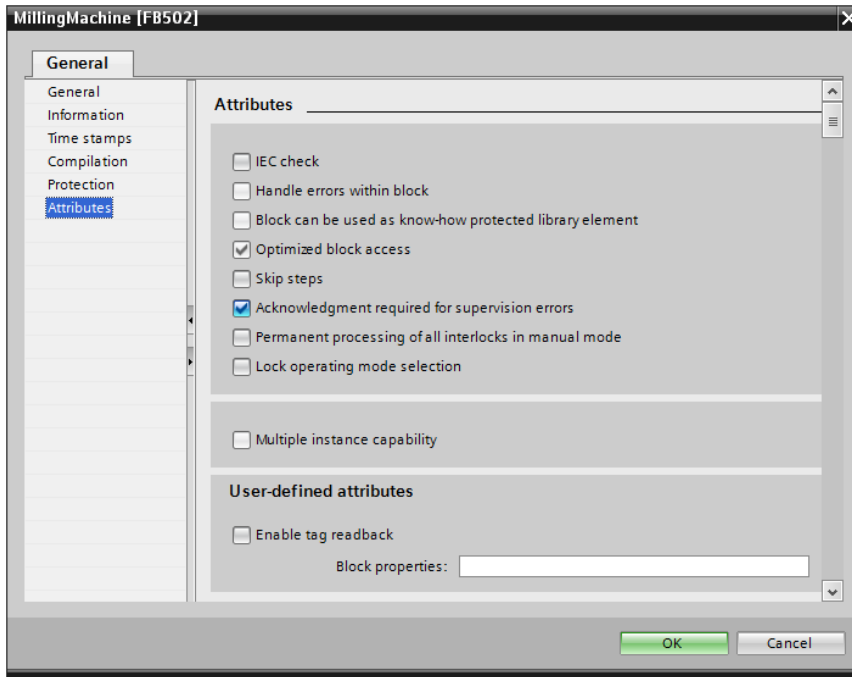 MillingMachine [FB502]
General
General
Information
Time stamps
Compilation
Protection
Attributes
Attributes
IEC check
Handle errors within block
Block can be used as know-how protected library element
Optimized block access
Skip steps
Acknowledgment required for supervision errors
Permanent processing of all interlocks in manual mode
Lock operating mode selection
Multiple instance capability
User-defined attributes
Enable tag readback
Block properties:
OK Cancel